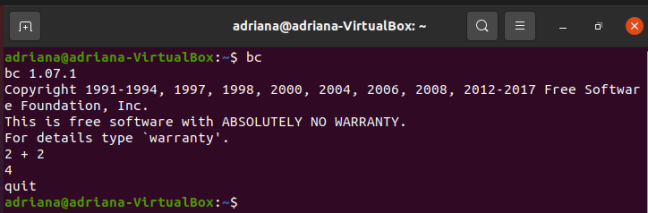 adriana@adriana-VirtualBox: ~
adriana@adriana-VirtualBox:~$ bc
bc 1.07.1
Copyright 1991-1994, 1997, 1998, 2000, 2004, 2006, 2008, 2012-2017 Free Softwar
e Foundation, Inc.
This is free software with ABSOLUTELY NO WARRANTY.
For details type `warranty'.
2 + 2
4
quit
adriana@adriana-VirtualBox:~$